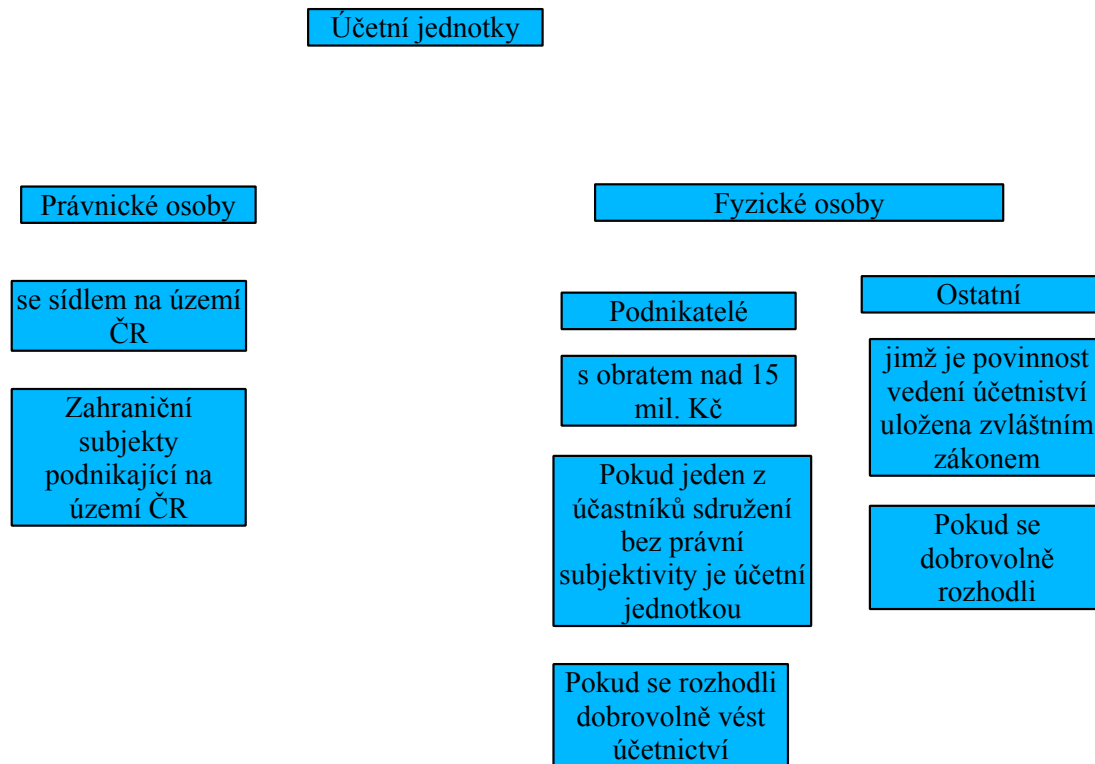 Účetní jednotky
Právnické osoby
se sídlem na území
ČR
Zahraniční
subjekty
podnikající na
území ČR
Fyzické osoby
Podnikatelé
s obratem nad 15
mil. Kč
Pokud jeden z
účastníků sdružení
bez právní
subjektivity je účetní
jednotkou
Pokud se rozhodli
dobrovolně vést
účetnictví
Ostatní
jimž je povinnost
vedení účetniství
uložena zvláštním
zákonem
Pokud se
dobrovolně
rozhodli